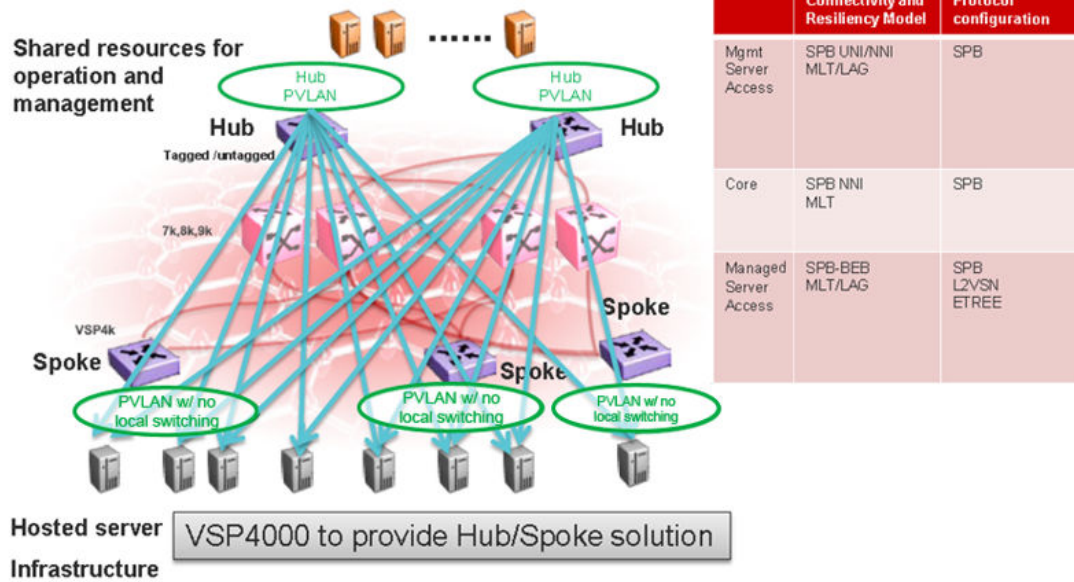 Shared resources for
operation and
management
......
Hub
PVLAN
Hub
PVLAN
Hub
Hub
Tagged /untagged
7k,8k,9k
VSP4k
Spoke
Spoke
Spoke
PVLAN w/ no
local switching
PVLAN w/ no
local switching
PVLAN w/ no
local switching
Hosted server
Infrastructure
VSP4000 to provide Hub/Spoke solution
Connectivity and
Resiliency Model
Protocol
configuration
Mgmt
Server
Access
SPB UNI/NNI
MLT/LAG
SPB
Core
SPB NNI
MLT
SPB
Managed
Server
Access
SPB-BEB
MLT/LAG
SPB
L2VSN
ETREE